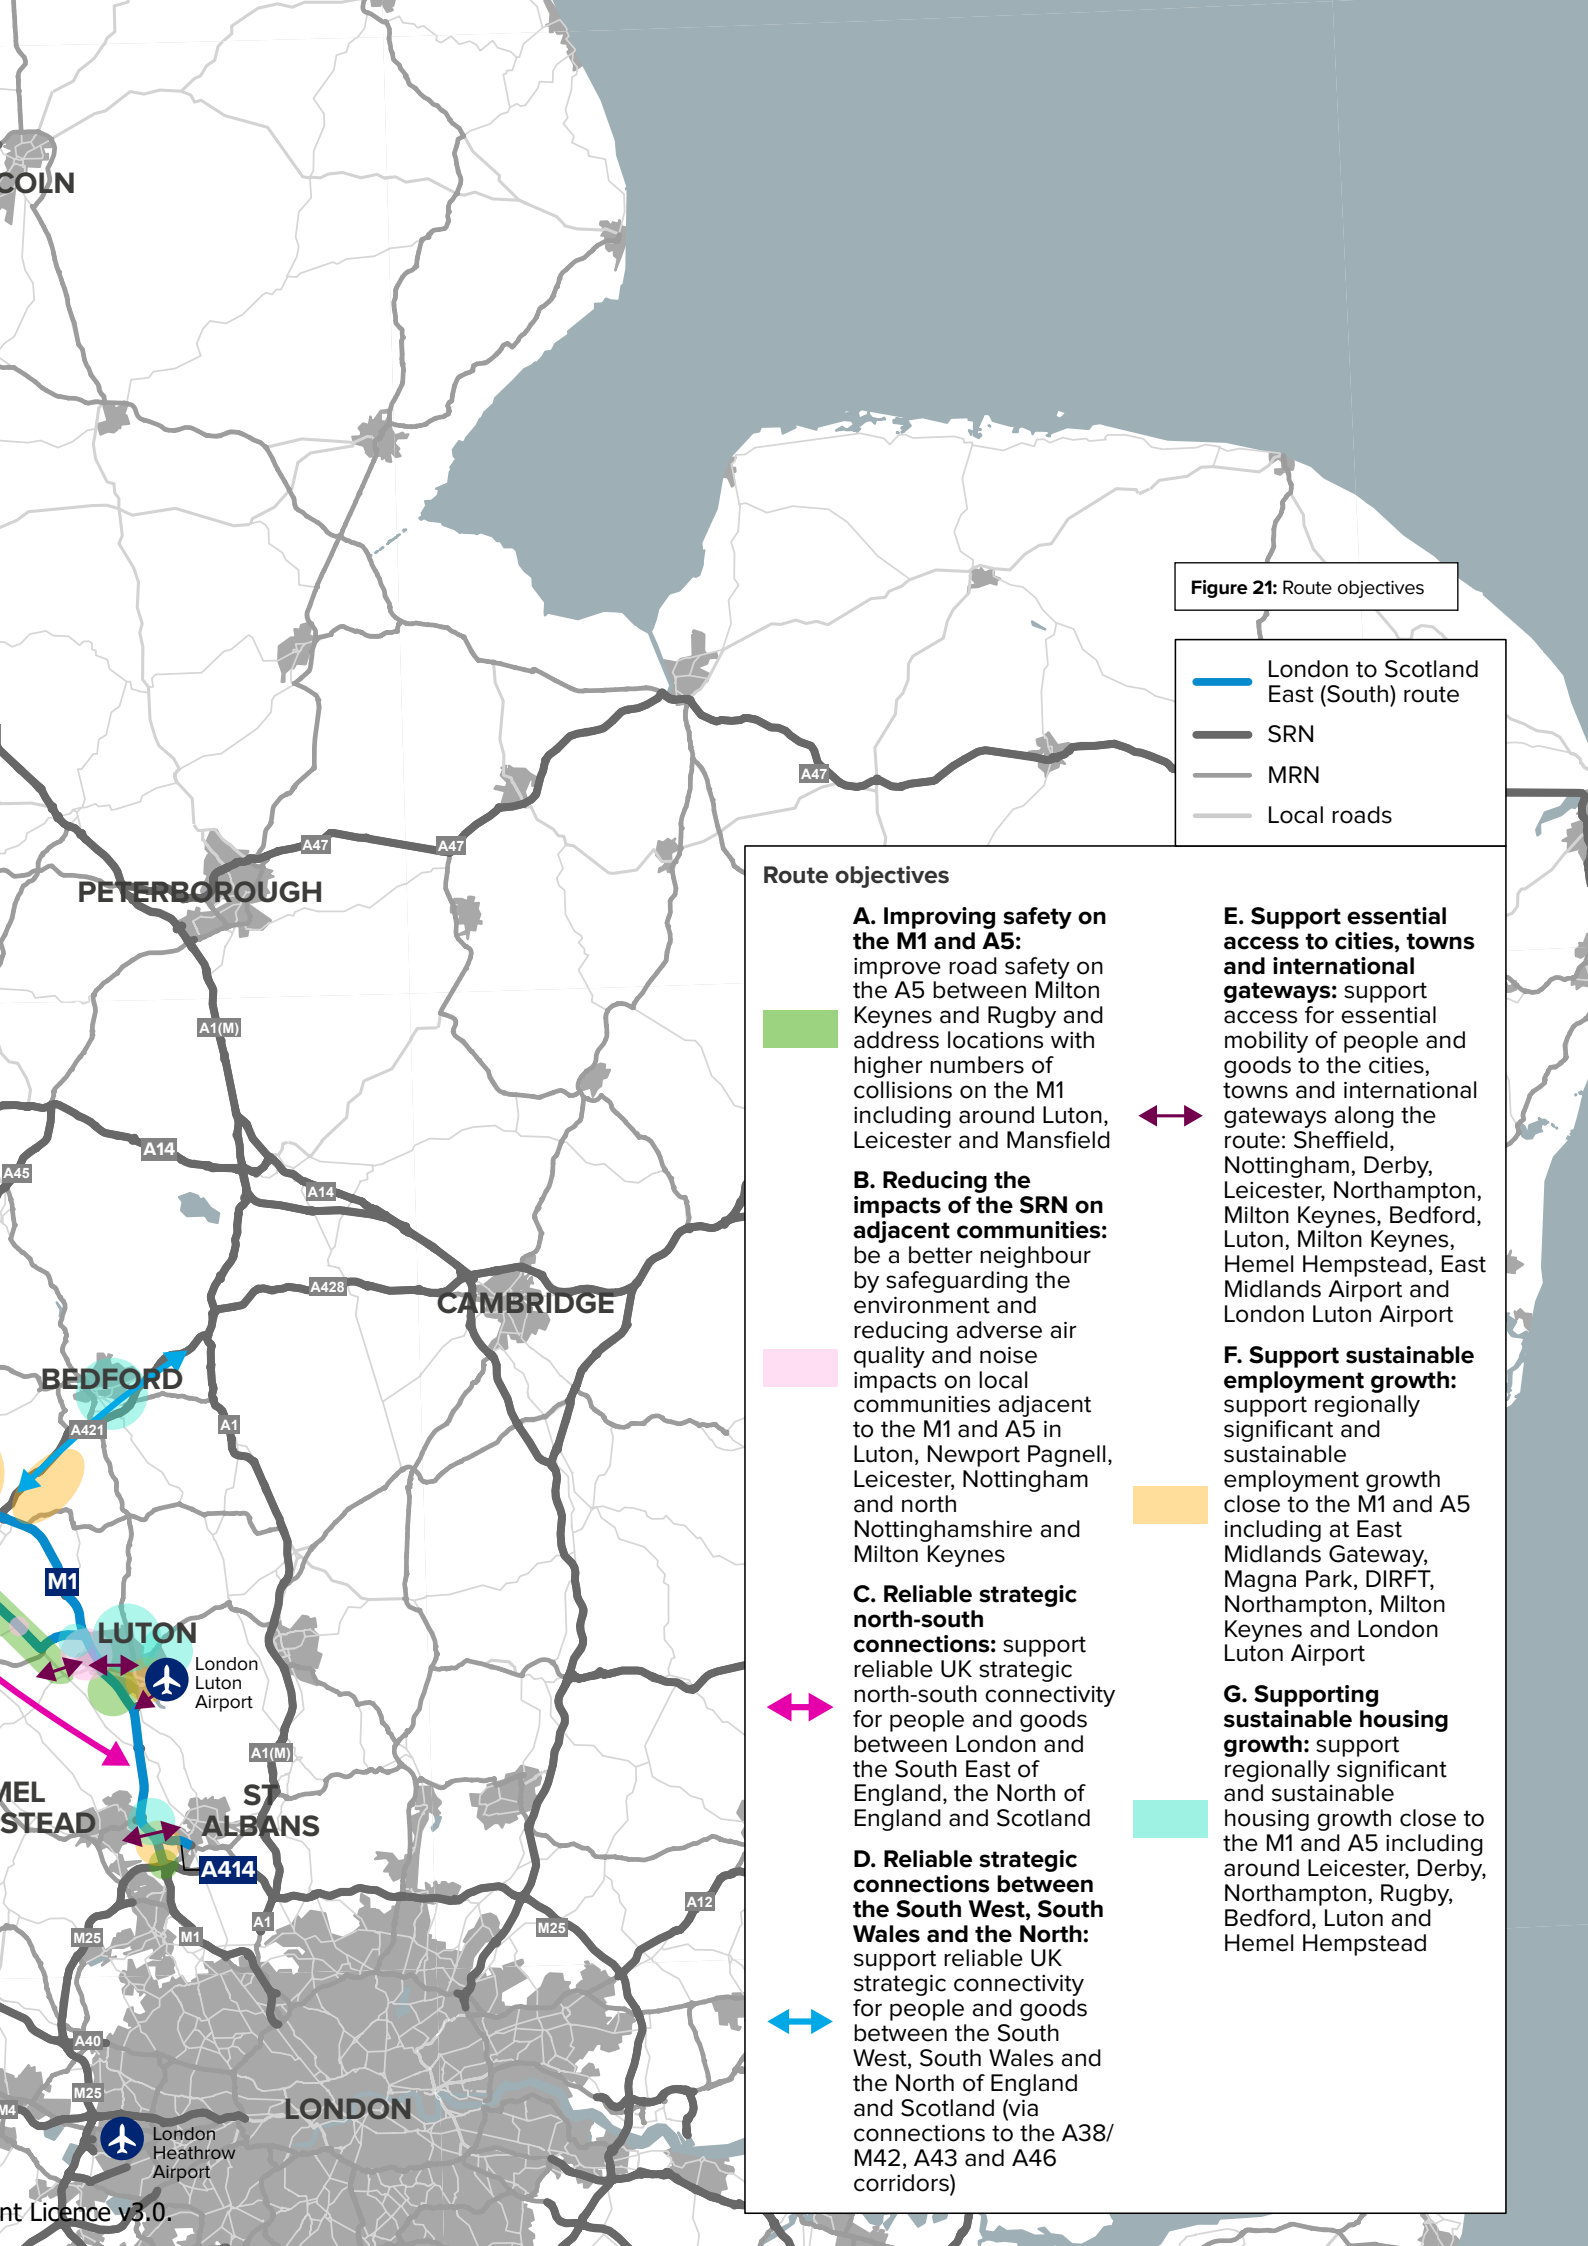 COLN
Figure 21: Route objectives
London to Scotland
East (South) route
SRN
MRN
Local roads
A47
A47
A47
PETERBOROUGH
A1(M)
A14
A45
A14
A428
CAMBRIDGE
BEDFORD
A421
A1
M1
LUTON
London
Luton
Airport
A1(M)
MEL
STEAD
ST
ALBANS
A414
A12
A1
M25
M1
M25
A40
M25
M4
LONDON
London
Heathrow
Airport
nt Licence v3.0.
Route objectives
A. Improving safety on
the M1 and A5:
improve road safety on
the A5 between Milton
Keynes and Rugby and
address locations with
higher numbers of
collisions on the M1
including around Luton,
Leicester and Mansfield
B. Reducing the
impacts of the SRN on
adjacent communities:
be a better neighbour
by safeguarding the
environment and
reducing adverse air
quality and noise
impacts on local
communities adjacent
to the M1 and A5 in
Luton, Newport Pagnell,
Leicester, Nottingham
and north
Nottinghamshire and
Milton Keynes
C. Reliable strategic
north-south
connections: support
reliable UK strategic
north-south connectivity
for people and goods
between London and
the South East of
England, the North of
England and Scotland
D. Reliable strategic
connections between
the South West, South
Wales and the North:
support reliable UK
strategic connectivity
for people and goods
between the South
West, South Wales and
the North of England
and Scotland (via
connections to the A38/
M42, A43 and A46
corridors)
E. Support essential
access to cities, towns
and international
gateways: support
access for essential
mobility of people and
goods to the cities,
towns and international
gateways along the
route: Sheffield,
Nottingham, Derby,
Leicester, Northampton,
Milton Keynes, Bedford,
Luton, Milton Keynes,
Hemel Hempstead, East
Midlands Airport and
London Luton Airport
F. Support sustainable
employment growth:
support regionally
significant and
sustainable
employment growth
close to the M1 and A5
including at East
Midlands Gateway,
Magna Park, DIRFT,
Northampton, Milton
Keynes and London
Luton Airport
G. Supporting
sustainable housing
growth: support
regionally significant
and sustainable
housing growth close to
the M1 and A5 including
around Leicester, Derby,
Northampton, Rugby,
Bedford, Luton and
Hemel Hempstead